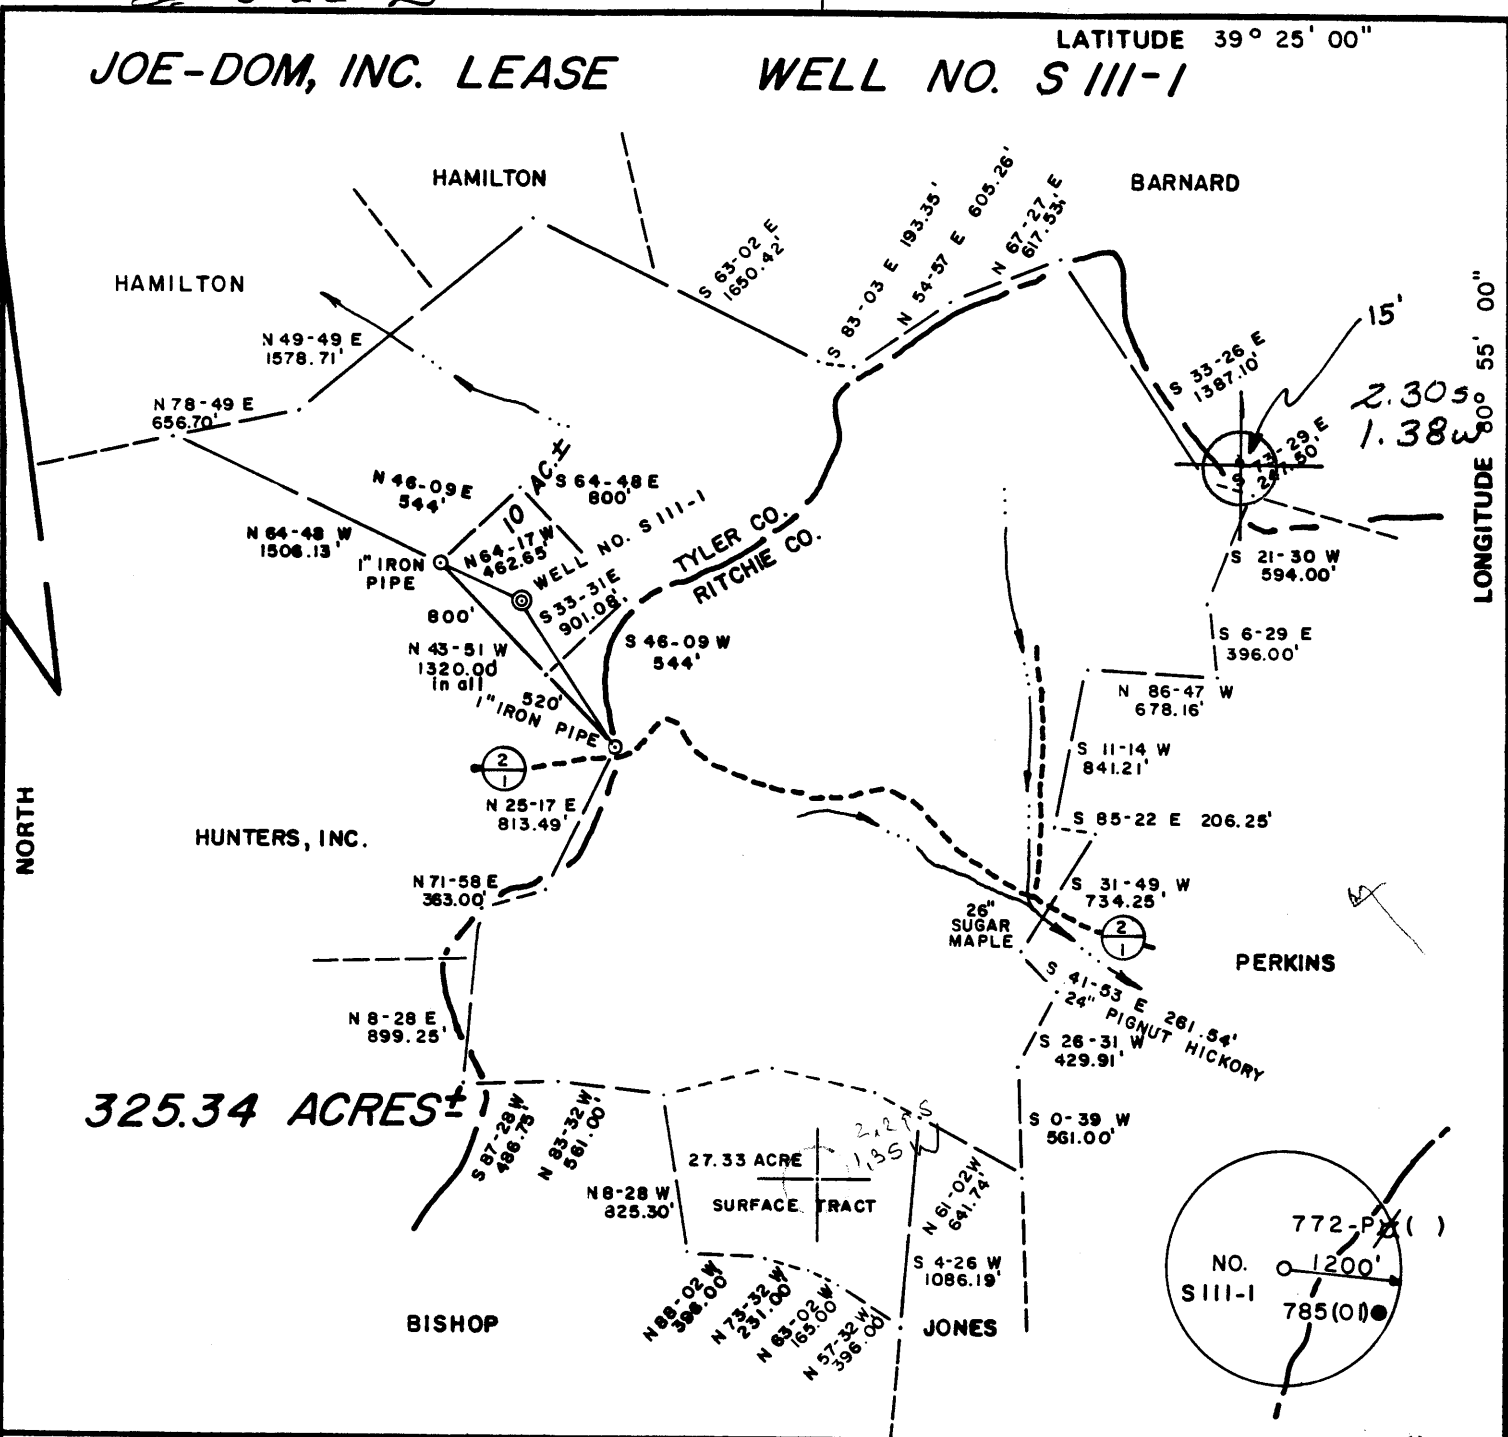 LATITUDE 39° 25' 00"
JOE-DOM, INC. LEASE WELL NO. S 111-1
HAMILTON
BARNARD
HAMILTON
S 63-02 E
1650.42'
S 83-03 E 193.35'
N 54-57 E 605.26'
N 67-27 E
617.53'
N 49-49 E
1578.71'
N 78-49 E
656.70'
15'
S 33-26 E
1387.10'
2.30s
1.38w
LONGITUDE 80° 55' 00"
N 46-09 E
544'
10 AC.±
S 64-48 E
800'
N 64-48 W
1506.13'
1" IRON
PIPE
N 64-17 W
462.65'
WELL NO. S 111-1
S 33-31 E
901.08'
TYLER CO.
RITCHIE CO.
800'
N 43-51 W
1320.00'
in all
520'
1" IRON PIPE
S 46-09 W
544'
S 21-30 W
594.00'
S 6-29 E
396.00'
N 86-47 W
678.16'
S 11-14 W
841.21'
2
1
N 25-17 E
813.49'
S 85-22 E 206.25'
NORTH
HUNTERS, INC.
N 71-58 E
363.00'
S 31-49 W
734.25'
26"
SUGAR
MAPLE
2
1
PERKINS
S 41-53 E 261.54'
24" PIGNUT HICKORY
N 8-28 E
899.25'
S 26-31 W
429.91'
325.34 ACRES±
S 87-28 W
486.75'
N 83-32 W
561.00'
S 0-39 W
561.00'
27.33 ACRE
SURFACE TRACT
N 8-28 W
825.30'
N 61-02 W
641.74'
S 4-26 W
1086.19'
N 88-02 W
396.00'
N 73-32 W
231.00'
N 63-02 W
165.00'
N 57-32 W
396.00'
BISHOP
JONES
772-P ( )
NO.
S 111-1
1200'
785(01)